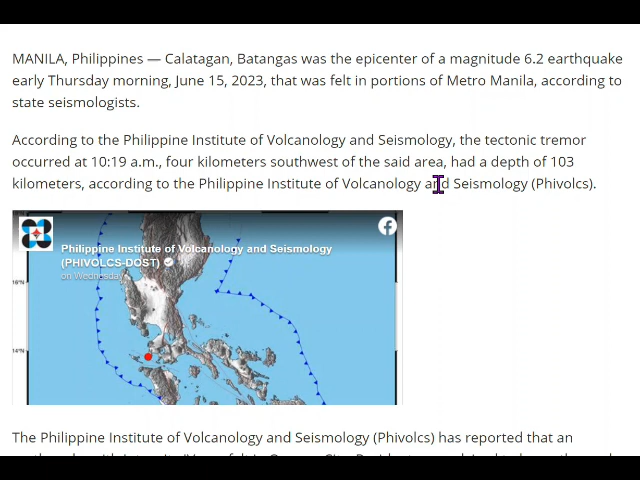 MANILA, Philippines — Calatagan, Batangas was the epicenter of a magnitude 6.2 earthquake
early Thursday morning, June 15, 2023, that was felt in portions of Metro Manila, according to
state seismologists.
According to the Philippine Institute of Volcanology and Seismology, the tectonic tremor
occurred at 10:19 a.m., four kilometers southwest of the said area, had a depth of 103
kilometers, according to the Philippine Institute of Volcanology and Seismology (Phivolcs).
Philippine Institute of Volcanology and Seismology
(PHIVOLCS-DOST)
on Wednesday
16°N
14°N
The Philippine Institute of Volcanology and Seismology (Phivolcs) has reported that an